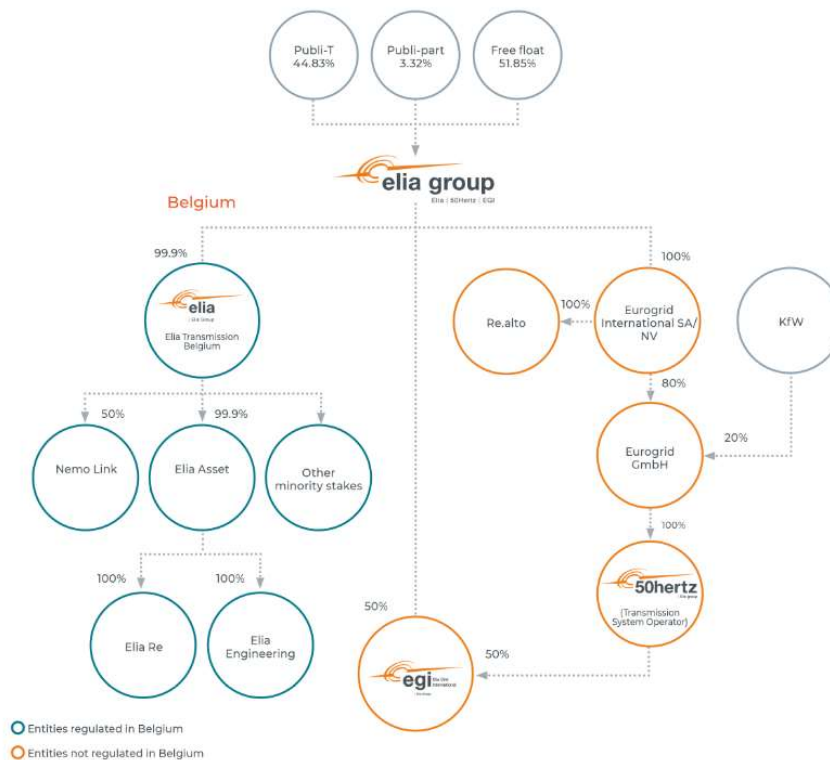 Publi-T
44.83%
Publi-part
3.32%
Free float
51.85%
elia group
Elia | 50Hertz | EGI
Belgium
99.9%
elia
Elia Transmission
Belgium
50%
Nemo Link
99.9%
Elia Asset
Other
minority stakes
100%
Elia Re
100%
Elia
Engineering
100%
Eurogrid
International SA/
NV
100%
Re.alto
KfW
80%
20%
Eurogrid
GmbH
100%
50hertz
(Transmission
System Operator)
50%
50%
egi
Entities regulated in Belgium
Entities not regulated in Belgium